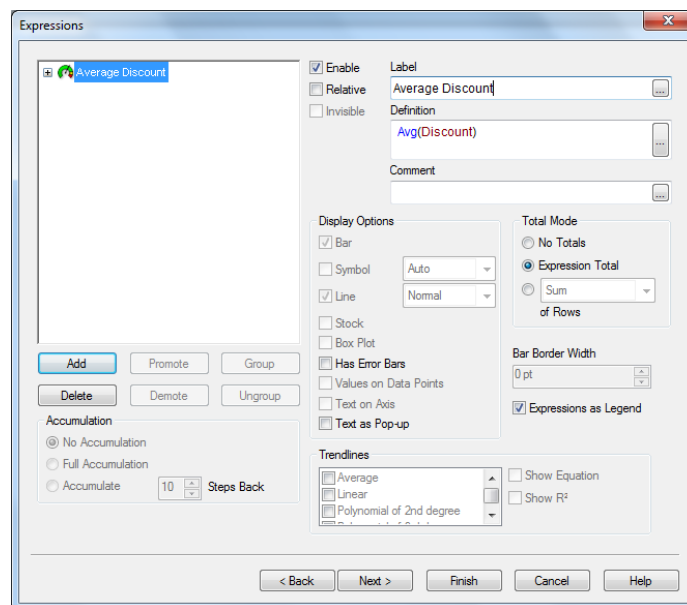 Expressions
Average Discount
Enable
Relative
Invisible
Label
Average Discount
...
Definition
Avg(Discount)
...
Comment
...
Display Options
Bar
Symbol
Auto
Line
Normal
Stock
Box Plot
Has Error Bars
Values on Data Points
Text on Axis
Text as Pop-up
Total Mode
No Totals
Expression Total
Sum
of Rows
Bar Border Width
0 pt
Expressions as Legend
Add
Promote
Group
Delete
Demote
Ungroup
Accumulation
No Accumulation
Full Accumulation
Accumulate
10
Steps Back
Trendlines
Average
Linear
Polynomial of 2nd degree
Show Equation
Show R²
< Back
Next >
Finish
Cancel
Help